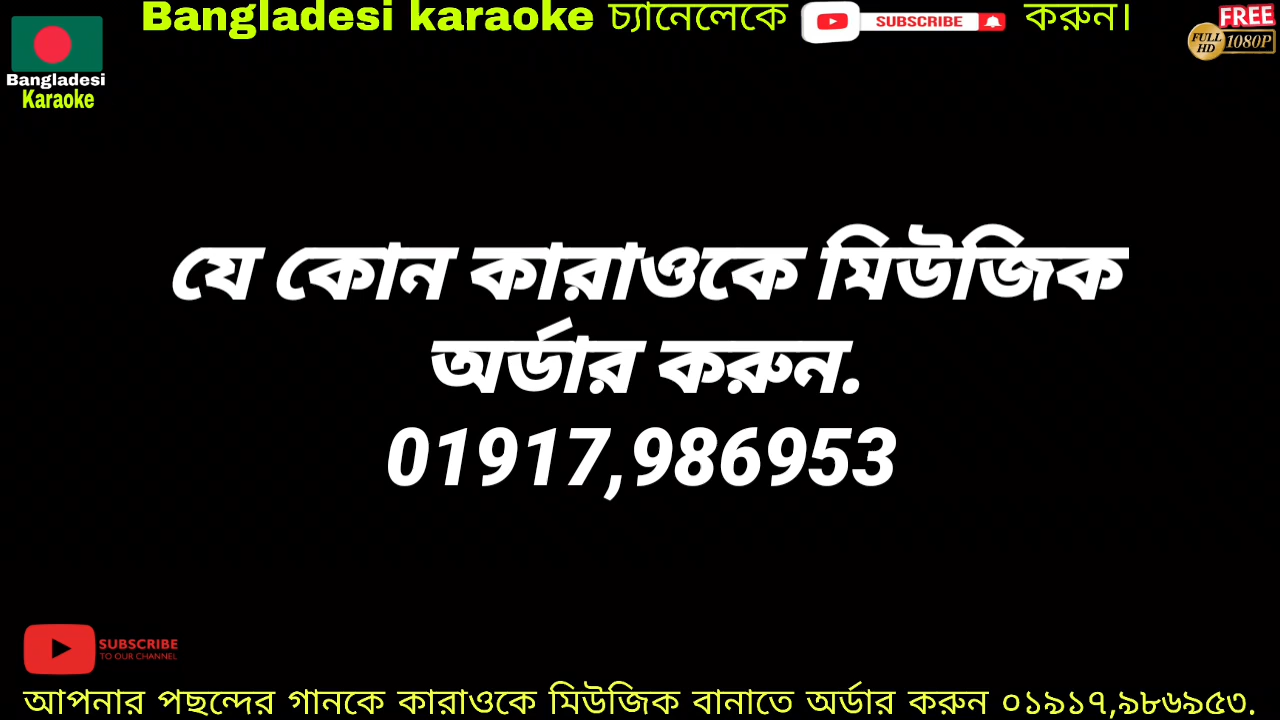 Bangladesi karaoke চ্যানেলেকে SUBSCRIBE করুন।
FREE
FULL HD 1080P
Bangladesi
Karaoke
যে কোন কারাওকে মিউজিক
অর্ডার করুন.
01917,986953
SUBSCRIBE
TO OUR CHANNEL
আপনার পছন্দের গানকে কারাওকে মিউজিক বানাতে অর্ডার করুন ০১৯১৭,৯৮৬৯৫৩.